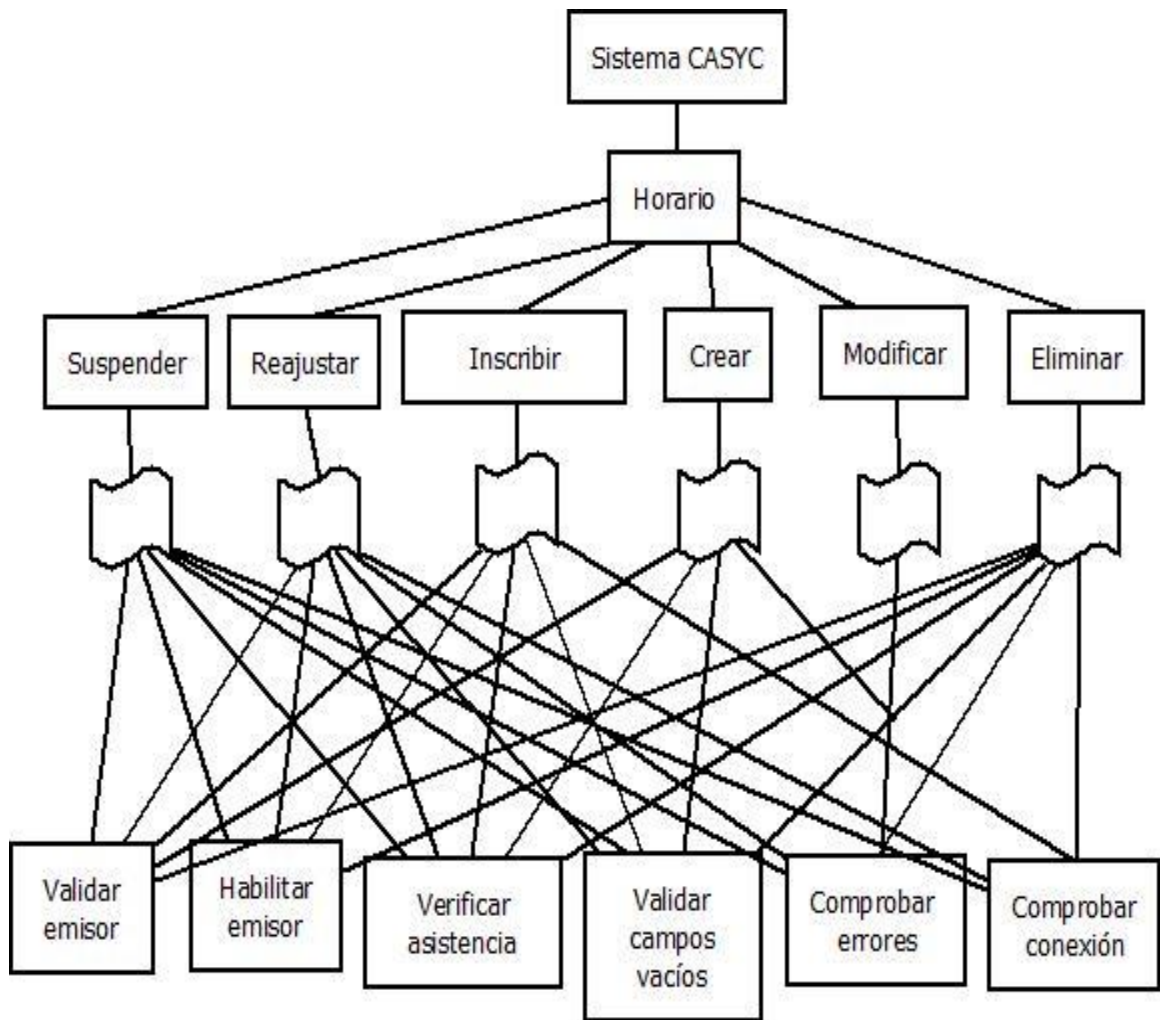 Sistema CASYC
Horario
Suspender
Reajustar
Inscribir
Crear
Modificar
Eliminar
Validar
emisor
Habilitar
emisor
Verificar
asistencia
Validar
campos
vacíos
Comprobar
errores
Comprobar
conexión